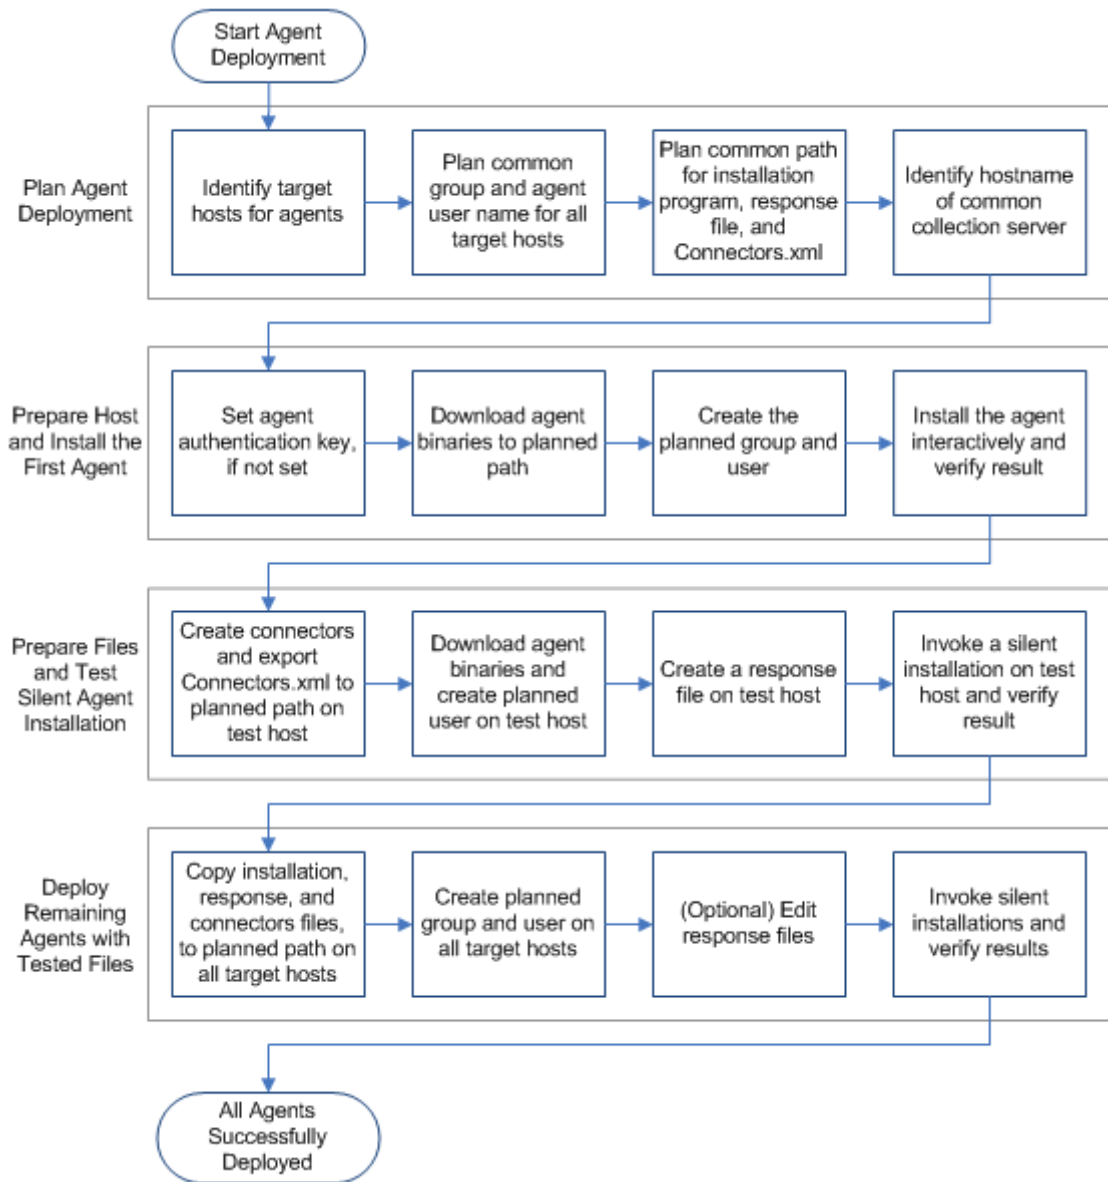 Start Agent
Deployment
Plan Agent
Deployment
Identify target
hosts for agents
Plan common
group and agent
user name for all
target hosts
Plan common path
for installation
program, response
file, and
Connectors.xml
Identify hostname
of common
collection server
Prepare Host
and Install the
First Agent
Set agent
authentication key,
if not set
Download agent
binaries to planned
path
Create the
planned group and
user
Install the agent
interactively and
verify result
Prepare Files
and Test
Silent Agent
Installation
Create connectors
and export
Connectors.xml to
planned path on
test host
Download agent
binaries and
create planned
user on test host
Create a response
file on test host
Invoke a silent
installation on test
host and verify
result
Deploy
Remaining
Agents with
Tested Files
Copy installation,
response, and
connectors files,
to planned path on
all target hosts
Create planned
group and user on
all target hosts
(Optional) Edit
response files
Invoke silent
installations and
verify results
All Agents
Successfully
Deployed